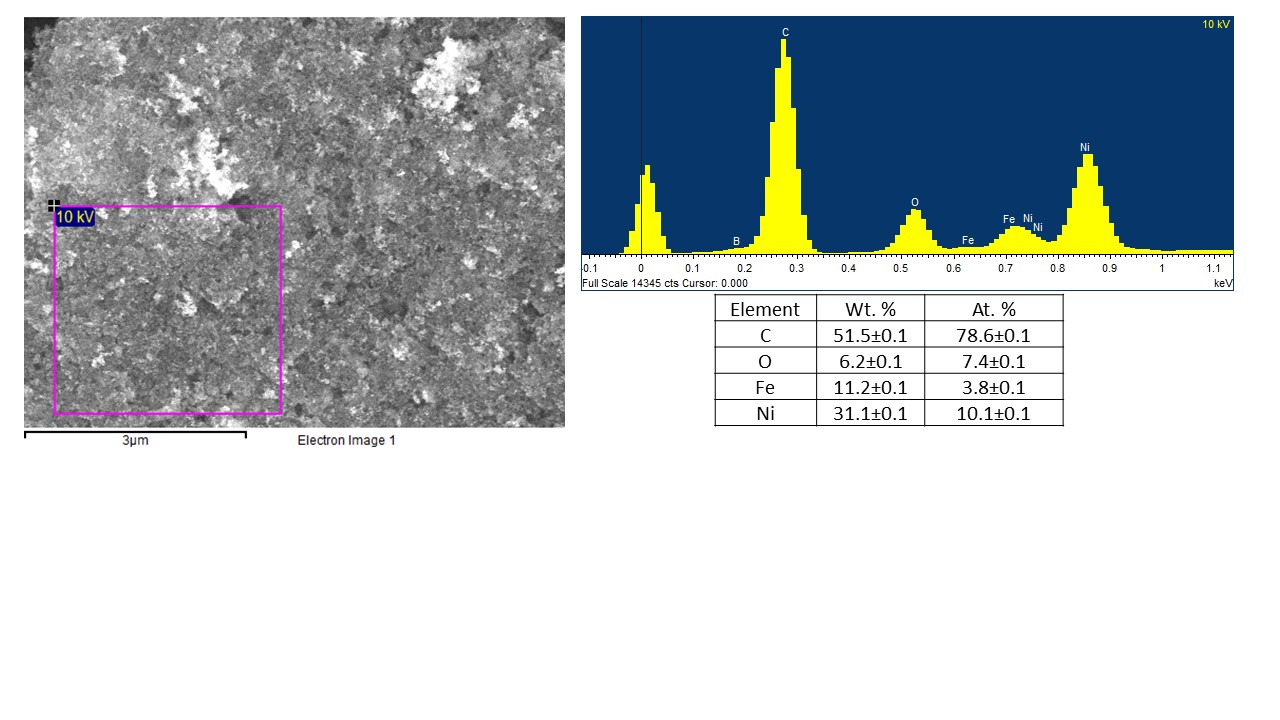 10 kV
3µm
Electron Image 1
10 kV
C
B
O
Fe
Fe
Ni
Ni
Ni
-0.1 0 0.1 0.2 0.3 0.4 0.5 0.6 0.7 0.8 0.9 1 1.1
Full Scale 14345 cts Cursor: 0.000 keV
Element Wt. % At. %
C 51.5±0.1 78.6±0.1
O 6.2±0.1 7.4±0.1
Fe 11.2±0.1 3.8±0.1
Ni 31.1±0.1 10.1±0.1